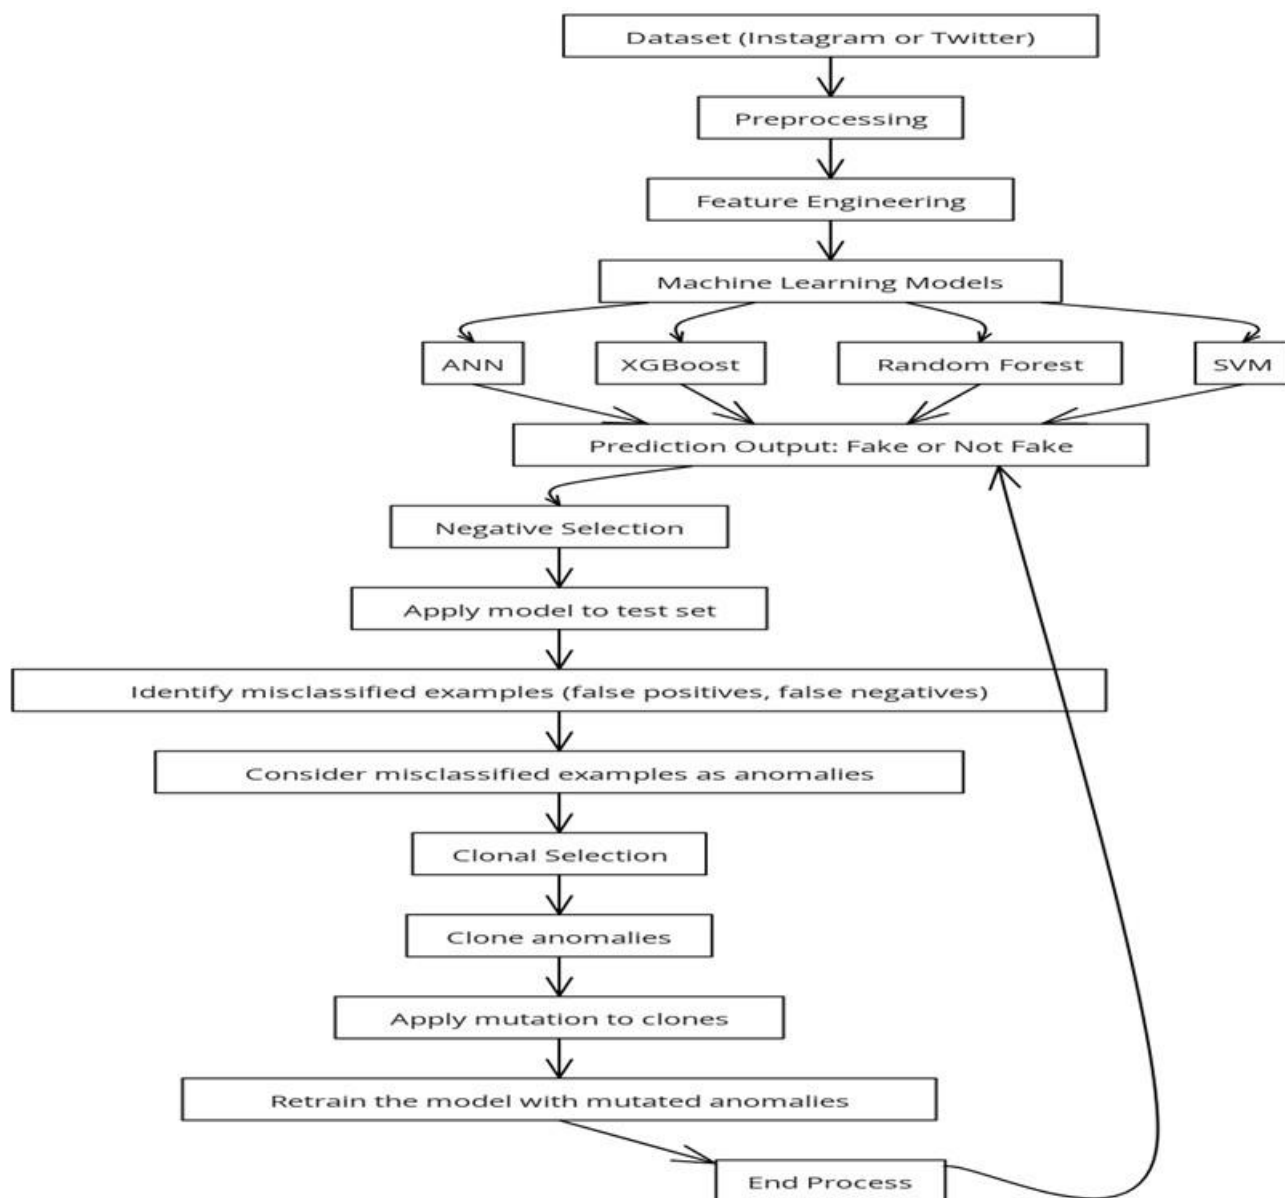 Dataset (Instagram or Twitter)
Preprocessing
Feature Engineering
Machine Learning Models
ANN
XGBoost
Random Forest
SVM
Prediction Output: Fake or Not Fake
Negative Selection
Apply model to test set
Identify misclassified examples (false positives, false negatives)
Consider misclassified examples as anomalies
Clonal Selection
Clone anomalies
Apply mutation to clones
Retrain the model with mutated anomalies
End Process